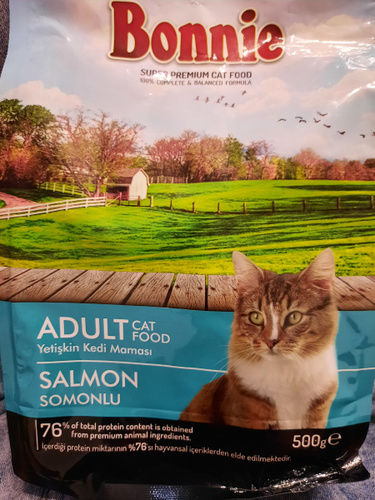 Bonnie
SUPER PREMIUM CAT FOOD
100% COMPLETE & BALANCED FORMULA
ADULT CAT
FOOD
Yetişkin Kedi Maması
SALMON
SOMONLU
76% of total protein content is obtained
from premium animal ingredients.
500g℮
İçerdiği protein miktarının %76 sı hayvansal içeriklerden elde edilmektedir.